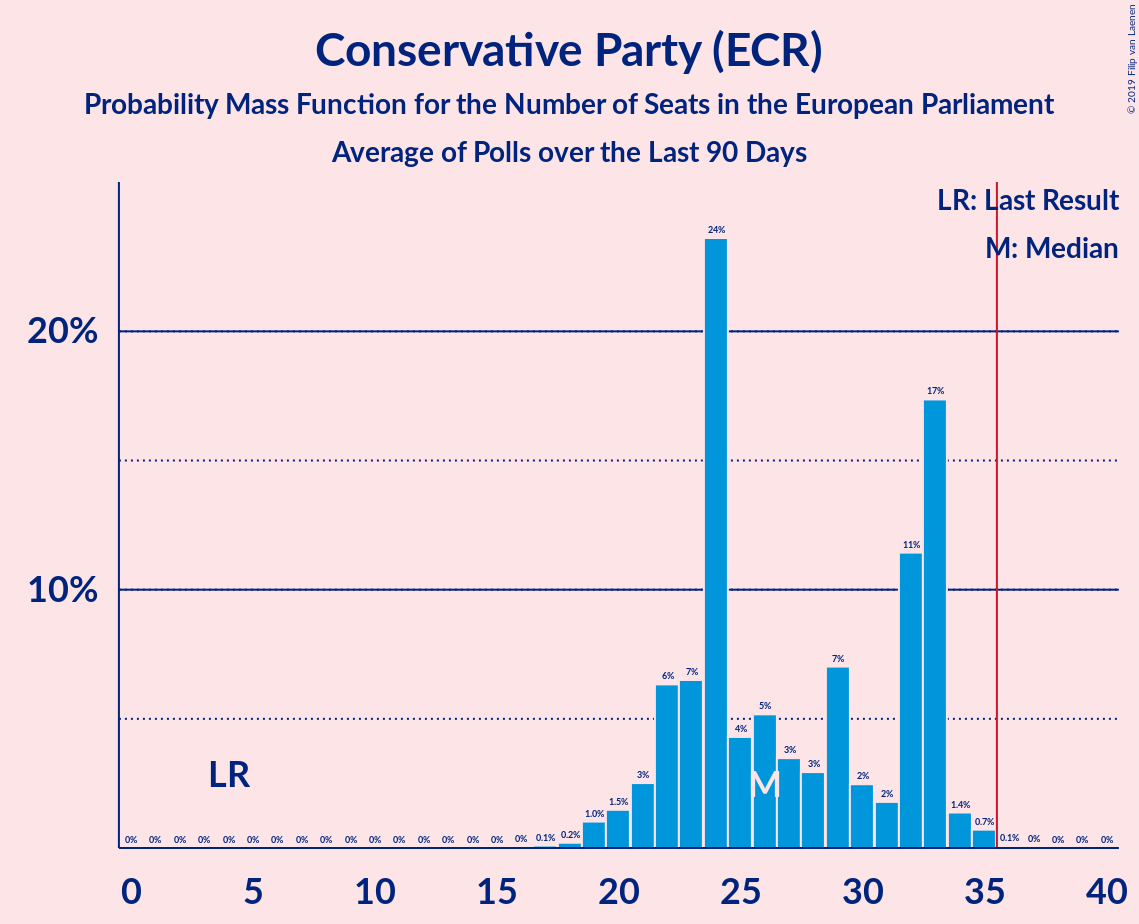 Conservative Party (ECR)
Probability Mass Function for the Number of Seats in the European Parliament
Average of Polls over the Last 90 Days
© 2019 Filip van Laenen
LR: Last Result
M: Median
20%
10%
24%
17%
11%
7%
7%
6%
5%
4%
3%
3%
3%
2%
2%
LR
M
0% 0% 0% 0% 0% 0% 0% 0% 0% 0% 0% 0% 0% 0% 0% 0% 0% 0.1% 0.2% 1.0% 1.5% 1.4% 0.7% 0.1% 0% 0% 0% 0%
0 5 10 15 20 25 30 35 40